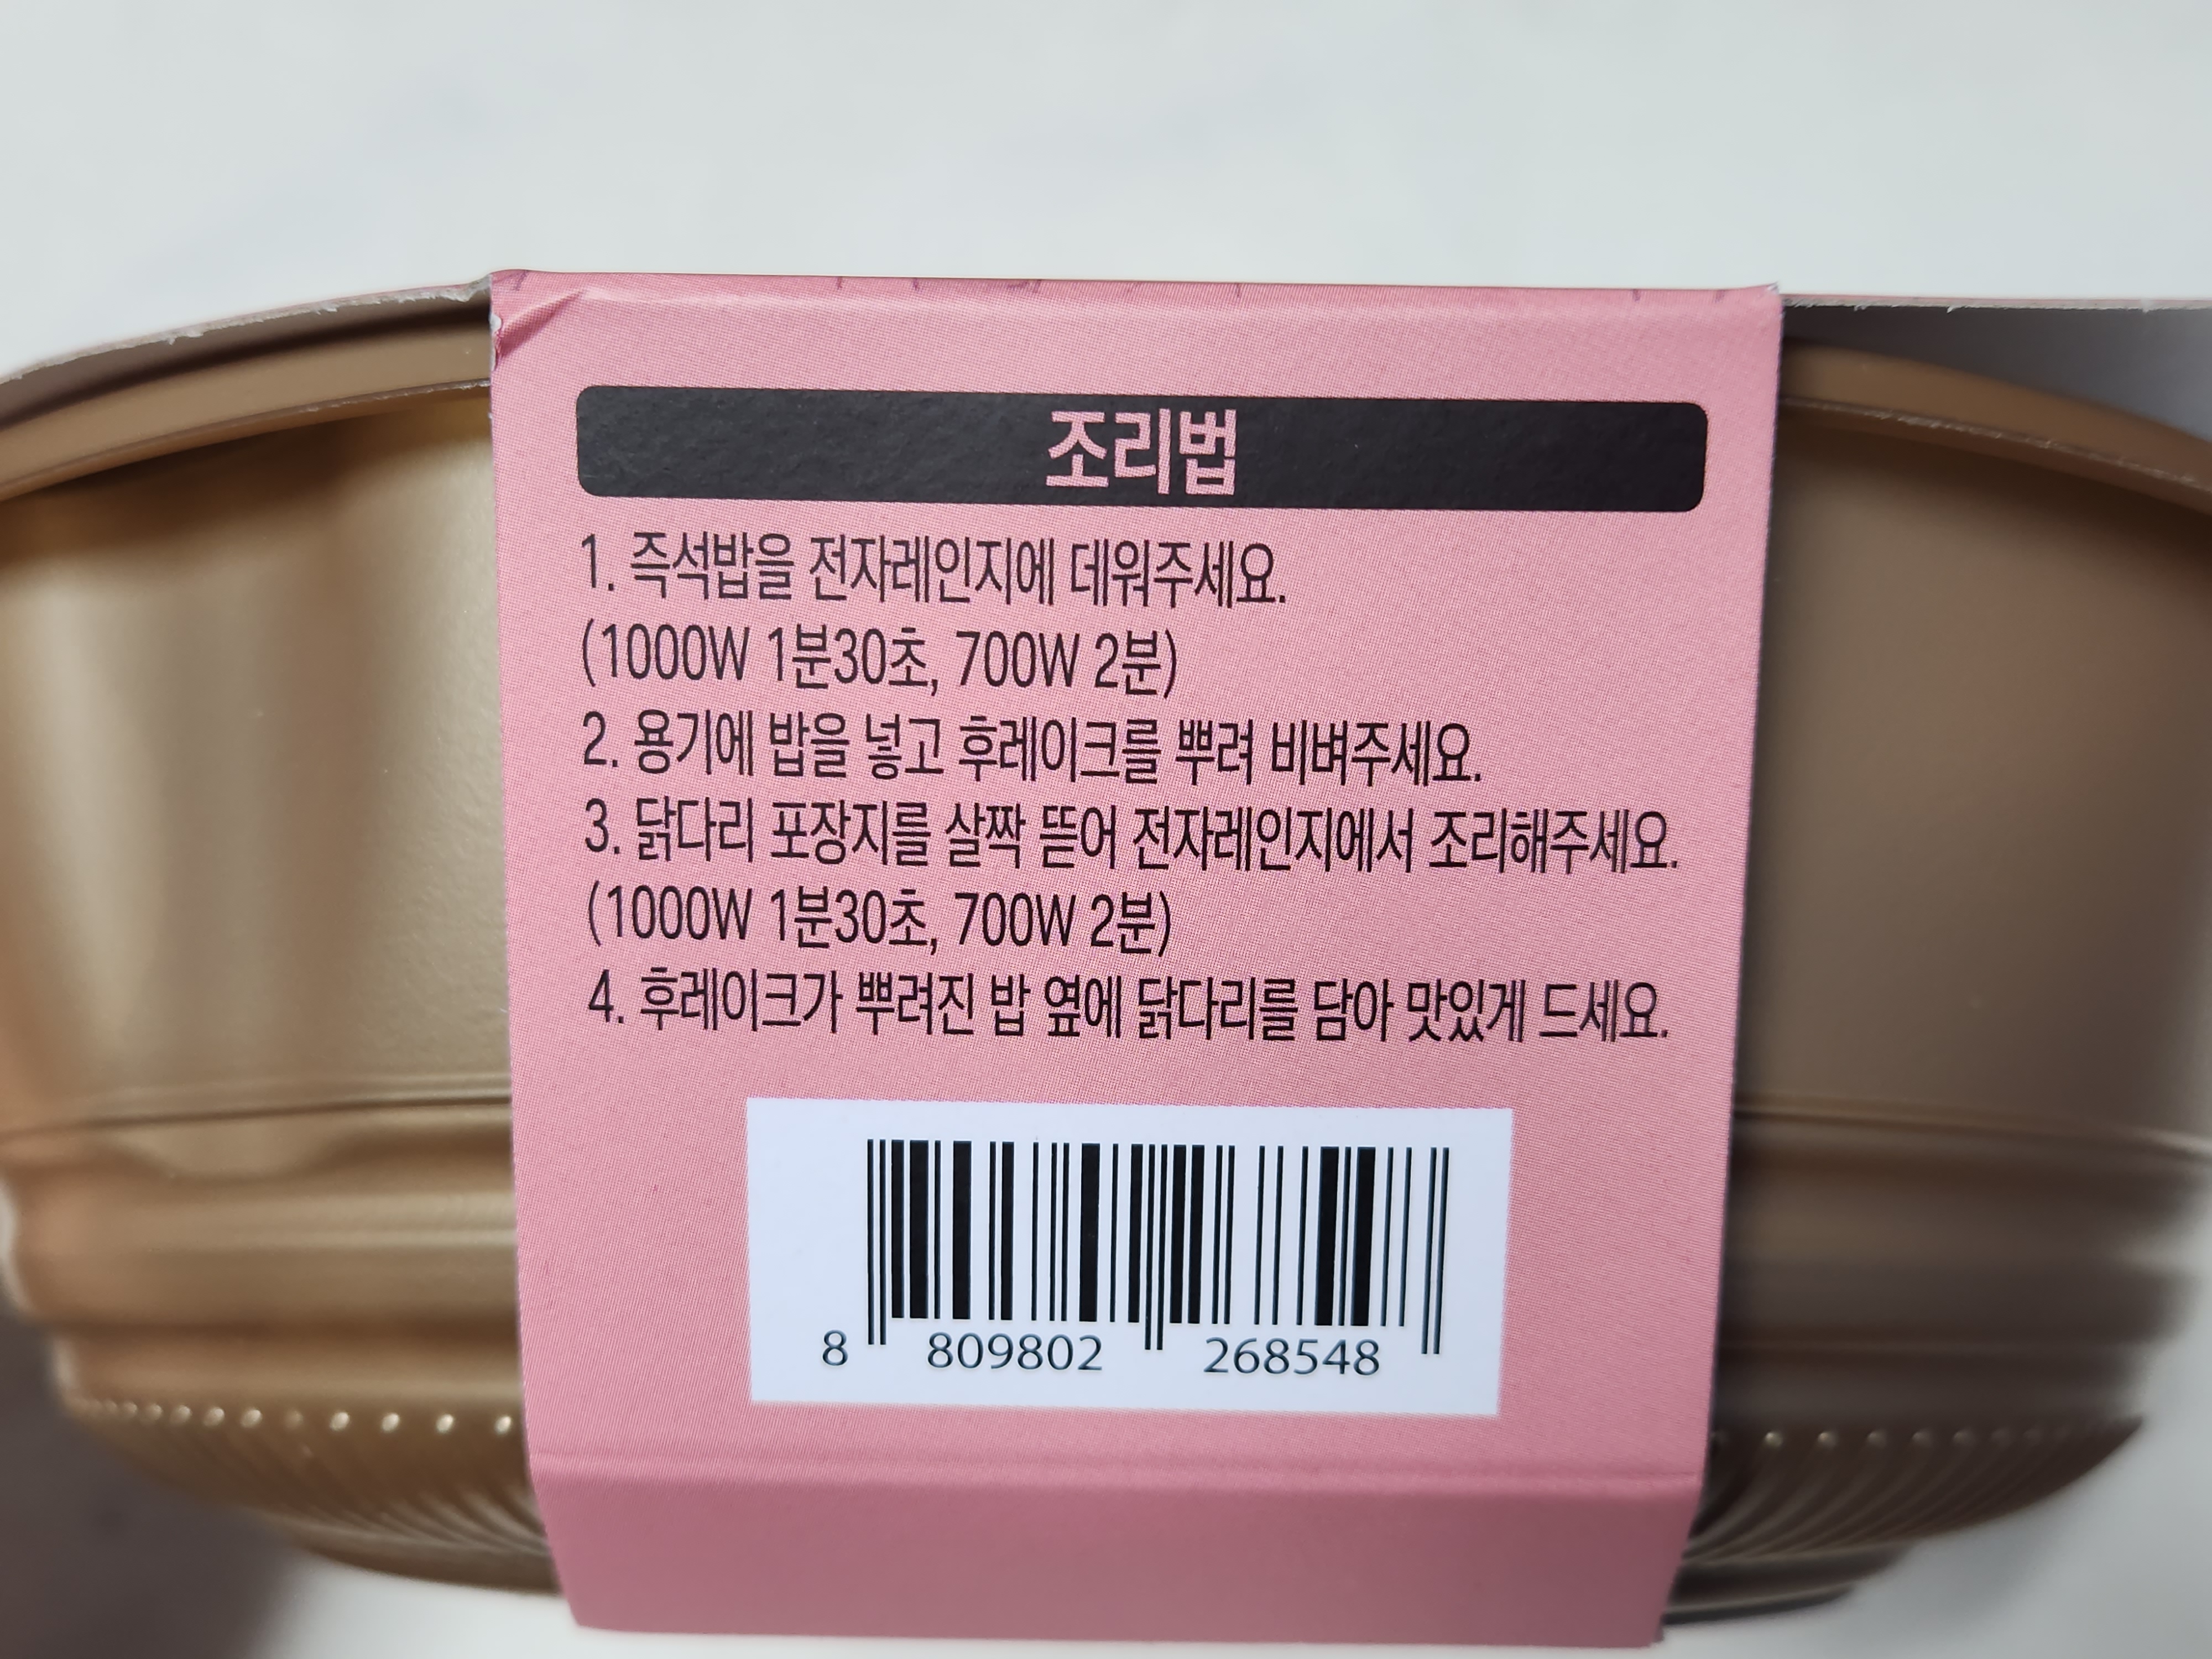 조리법
1. 즉석밥을 전자레인지에 데워주세요.
(1000W 1분30초, 700W 2분)
2. 용기에 밥을 넣고 후레이크를 뿌려 비벼주세요.
3. 닭다리 포장지를 살짝 뜯어 전자레인지에서 조리해주세요.
(1000W 1분30초, 700W 2분)
4. 후레이크가 뿌려진 밥 옆에 닭다리를 담아 맛있게 드세요.
8 809802 268548